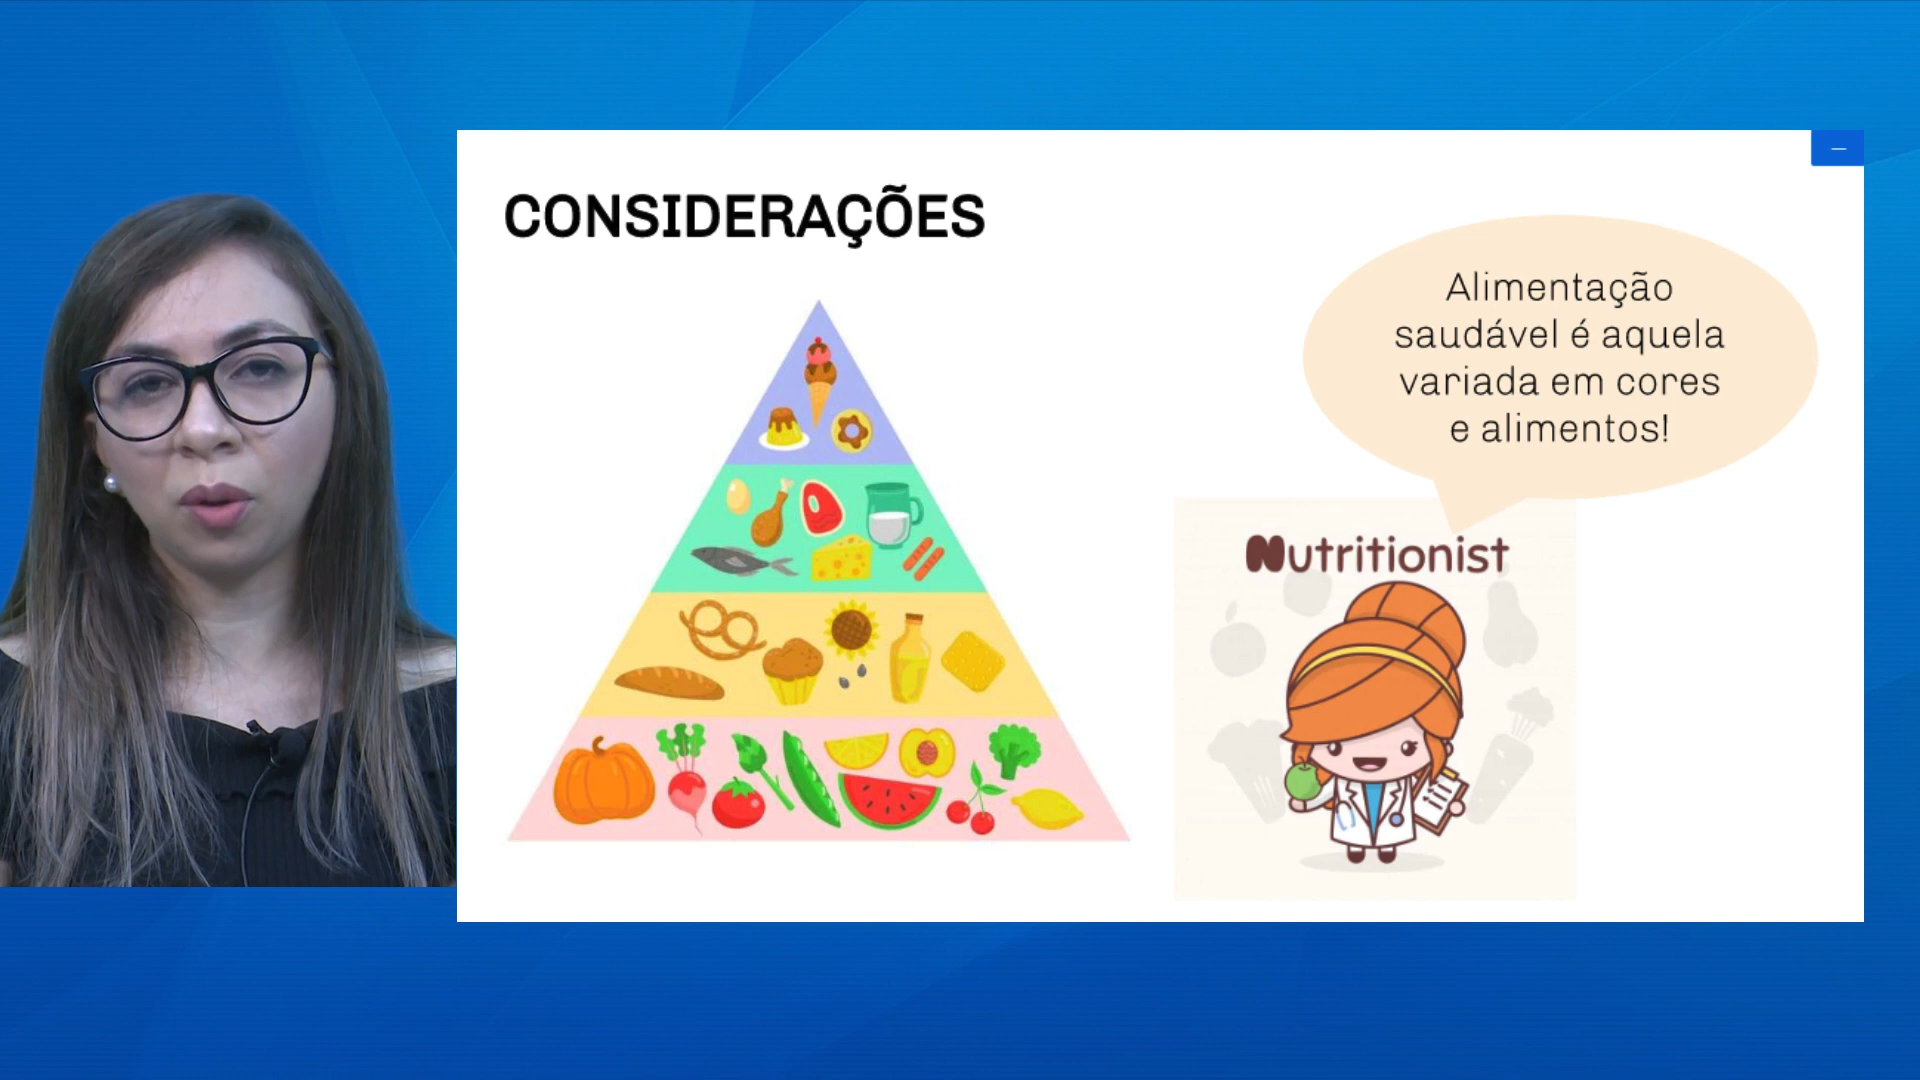 CONSIDERAÇÕES
Alimentação
saudável é aquela
variada em cores
e alimentos!
Nutritionist